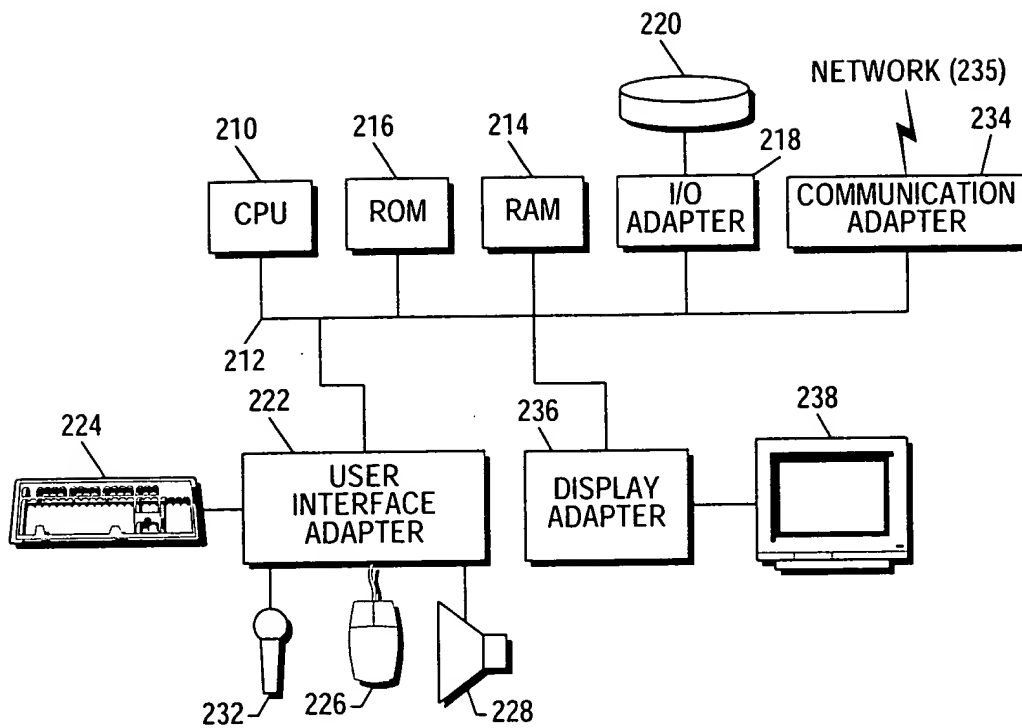 220
NETWORK (235)
210
216
214
218
234
CPU
ROM
RAM
I/O
ADAPTER
COMMUNICATION
ADAPTER
212
222
236
238
224
USER
INTERFACE
ADAPTER
DISPLAY
ADAPTER
232
226
228